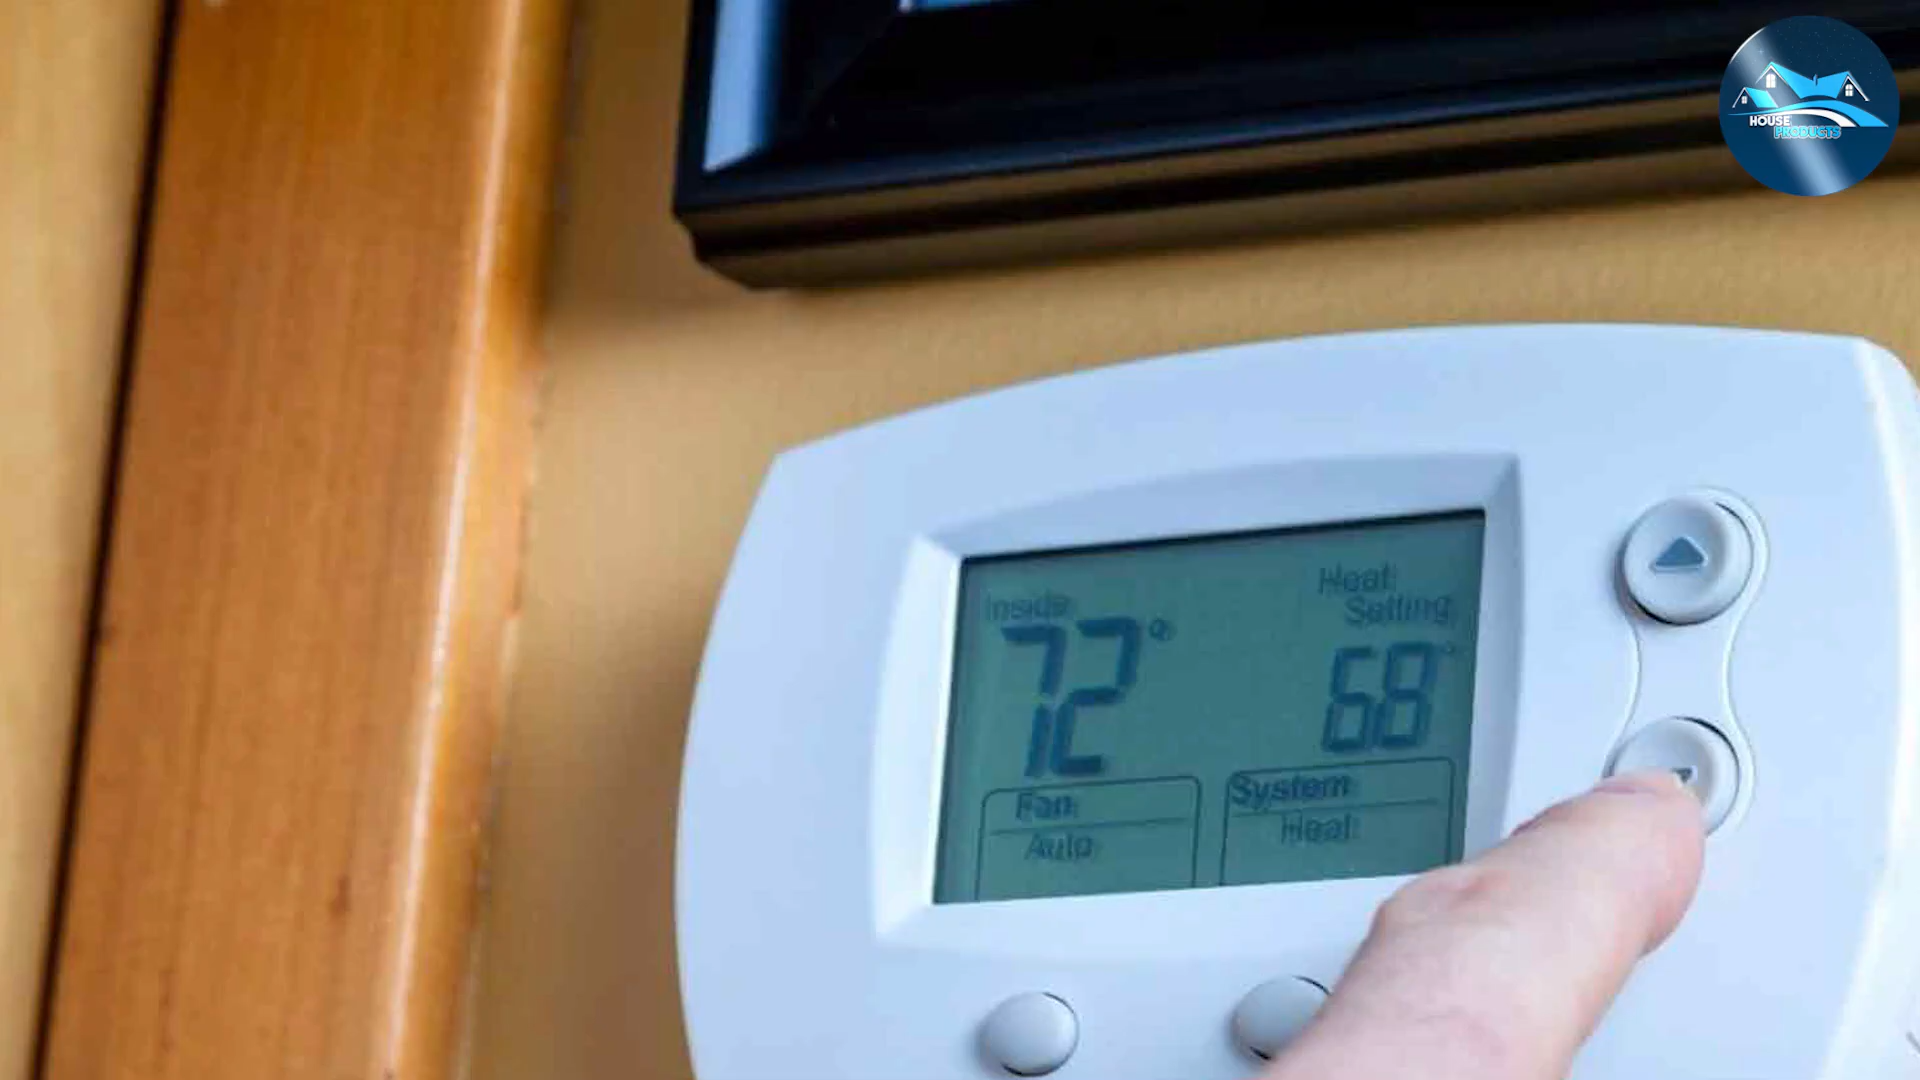 HOUSE
PRODUCTS
Inside
72°
Heat
Setting
68°
Fan
Auto
System
Heat